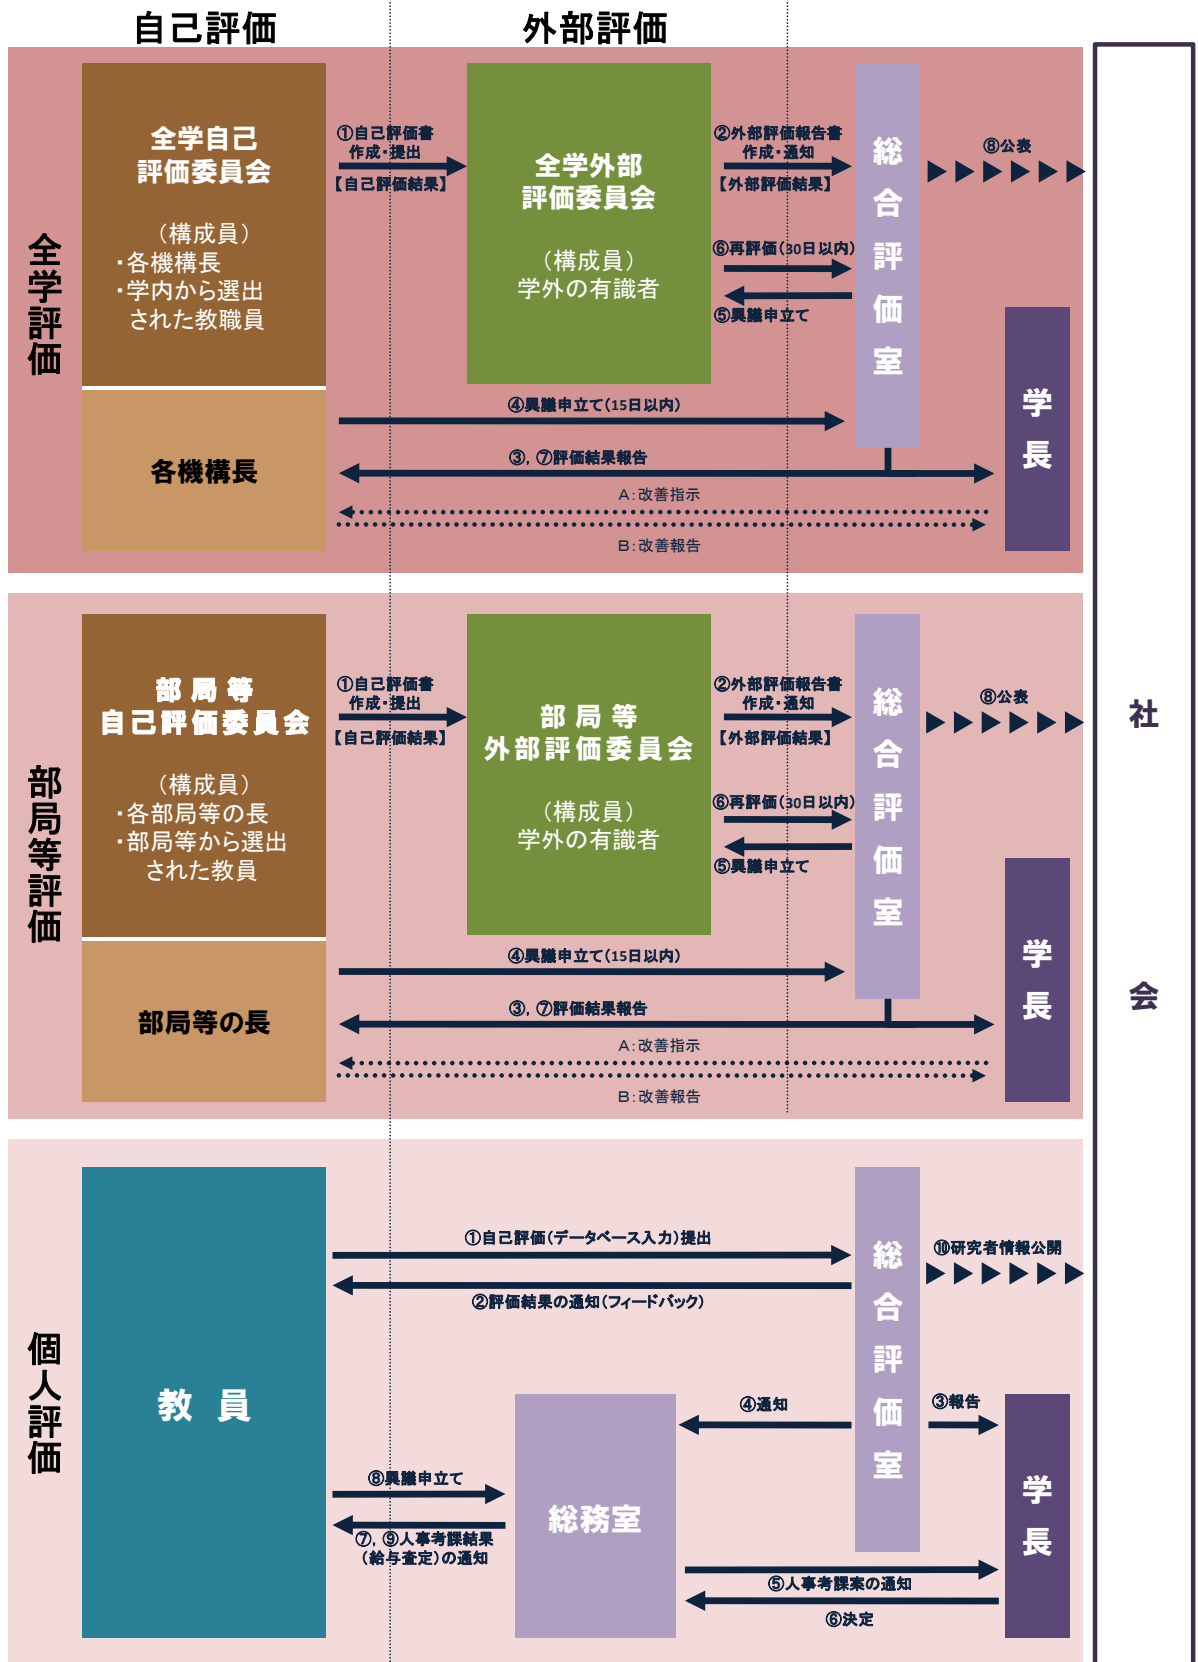 自己評価
外部評価
全学評価
全学自己
評価委員会
（構成員）
・各機構長
・学内から選出
された教職員
①自己評価書
作成・提出
【自己評価結果】
全学外部
評価委員会
（構成員）
学外の有識者
②外部評価報告書
作成・通知
【外部評価結果】
⑥再評価(30日以内)
⑤異議申立て
総合評価室
⑧公表
各機構長
④異議申立て(15日以内)
③，⑦評価結果報告
A：改善指示
B：改善報告
学長
部局等評価
部局等
自己評価委員会
（構成員）
・各部局等の長
・部局等から選出
された教員
①自己評価書
作成・提出
【自己評価結果】
部局等
外部評価委員会
（構成員）
学外の有識者
②外部評価報告書
作成・通知
【外部評価結果】
⑥再評価(30日以内)
⑤異議申立て
総合評価室
⑧公表
部局等の長
④異議申立て(15日以内)
③，⑦評価結果報告
A：改善指示
B：改善報告
学長
社会
個人評価
教員
①自己評価(データベース入力)提出
②評価結果の通知(フィードバック)
総合評価室
⑩研究者情報公開
④通知
③報告
⑧異議申立て
⑦，⑨人事考課結果
(給与査定)の通知
総務室
⑤人事考課案の通知
⑥決定
学長